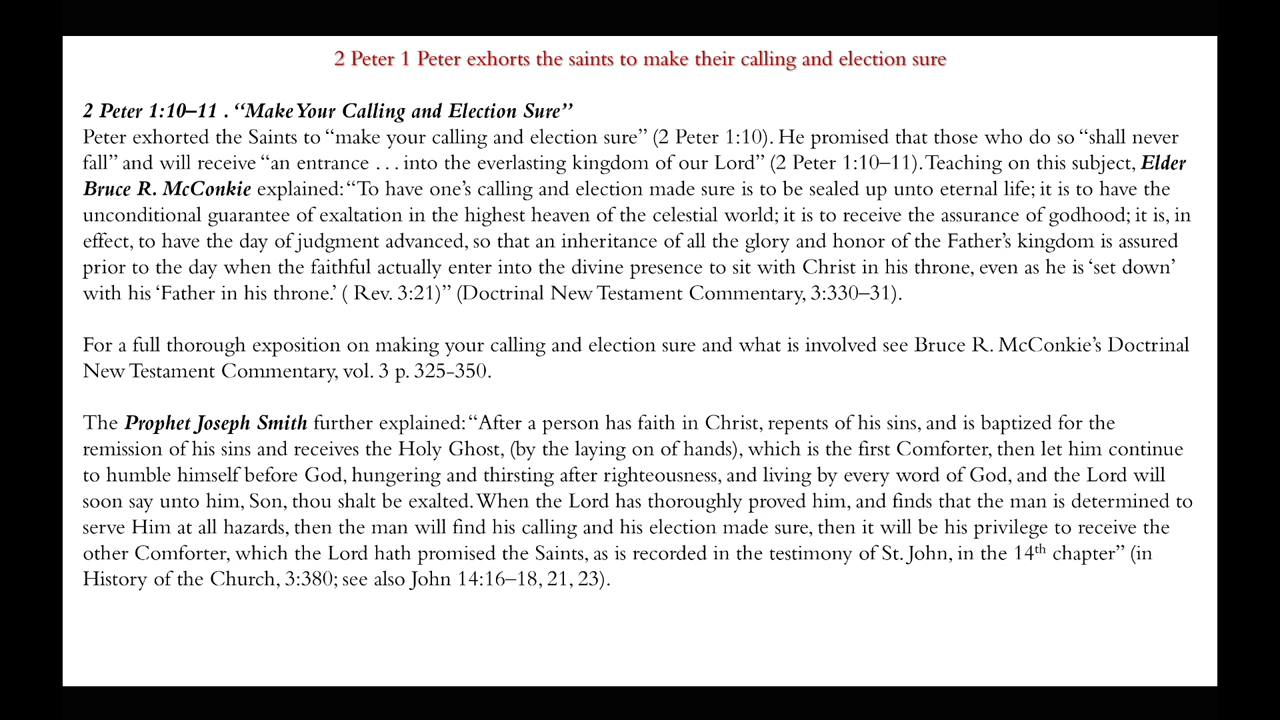 2 Peter 1 Peter exhorts the saints to make their calling and election sure
2 Peter 1:10–11 . “Make Your Calling and Election Sure”
Peter exhorted the Saints to “make your calling and election sure” (2 Peter 1:10). He promised that those who do so “shall never
fall” and will receive “an entrance . . . into the everlasting kingdom of our Lord” (2 Peter 1:10–11). Teaching on this subject, Elder
Bruce R. McConkie explained: “To have one’s calling and election made sure is to be sealed up unto eternal life; it is to have the
unconditional guarantee of exaltation in the highest heaven of the celestial world; it is to receive the assurance of godhood; it is, in
effect, to have the day of judgment advanced, so that an inheritance of all the glory and honor of the Father’s kingdom is assured
prior to the day when the faithful actually enter into the divine presence to sit with Christ in his throne, even as he is ‘set down’
with his ‘Father in his throne.’ ( Rev. 3:21)” (Doctrinal New Testament Commentary, 3:330–31).
For a full thorough exposition on making your calling and election sure and what is involved see Bruce R. McConkie’s Doctrinal
New Testament Commentary, vol. 3 p. 325-350.
The Prophet Joseph Smith further explained: “After a person has faith in Christ, repents of his sins, and is baptized for the
remission of his sins and receives the Holy Ghost, (by the laying on of hands), which is the first Comforter, then let him continue
to humble himself before God, hungering and thirsting after righteousness, and living by every word of God, and the Lord will
soon say unto him, Son, thou shalt be exalted. When the Lord has thoroughly proved him, and finds that the man is determined to
serve Him at all hazards, then the man will find his calling and his election made sure, then it will be his privilege to receive the
other Comforter, which the Lord hath promised the Saints, as is recorded in the testimony of St. John, in the 14th chapter” (in
History of the Church, 3:380; see also John 14:16–18, 21, 23).